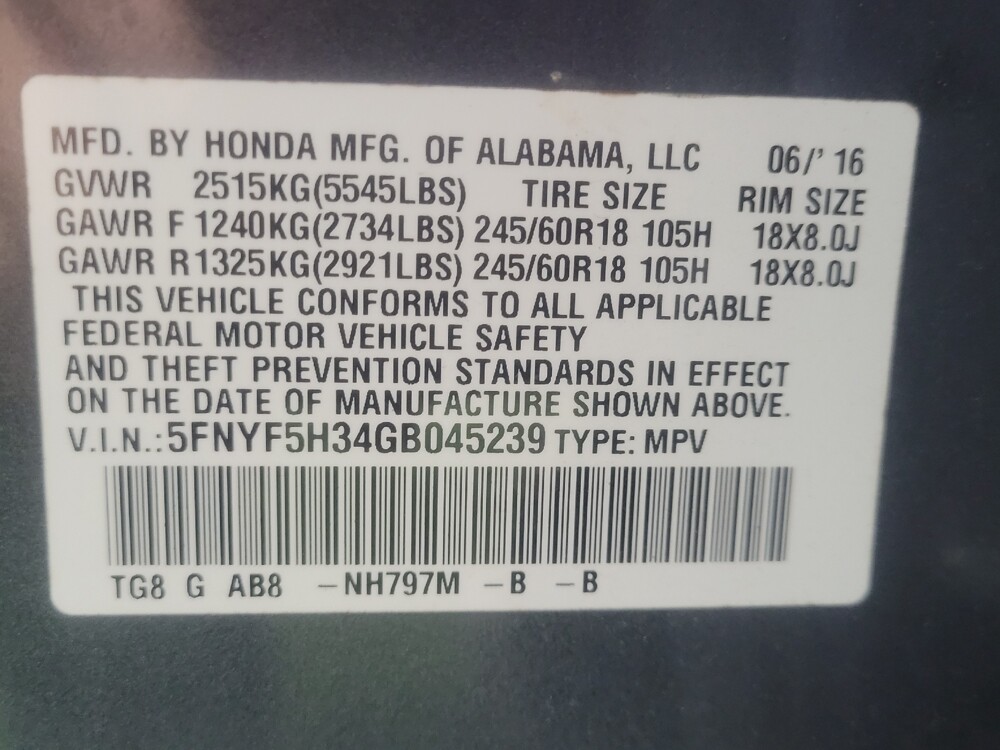 MFD. BY HONDA MFG. OF ALABAMA, LLC 06/' 16
GVWR 2515KG(5545LBS) TIRE SIZE RIM SIZE
GAWR F 1240KG(2734LBS) 245/60R18 105H 18X8.0J
GAWR R 1325KG(2921LBS) 245/60R18 105H 18X8.0J
THIS VEHICLE CONFORMS TO ALL APPLICABLE
FEDERAL MOTOR VEHICLE SAFETY
AND THEFT PREVENTION STANDARDS IN EFFECT
ON THE DATE OF MANUFACTURE SHOWN ABOVE.
V.I.N.: 5FNYF5H34GB045239 TYPE: MPV
TG8 G AB8 –NH797M –B –B